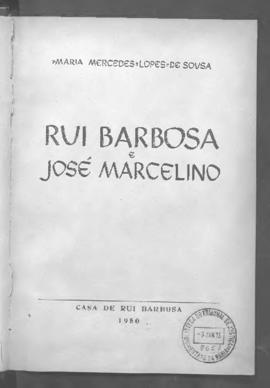 MARIA MERCEDES LOPES DE SOUSA
RUI BARBOSA
e
JOSÉ MARCELINO
CASA DE RUI BARBOSA
1950